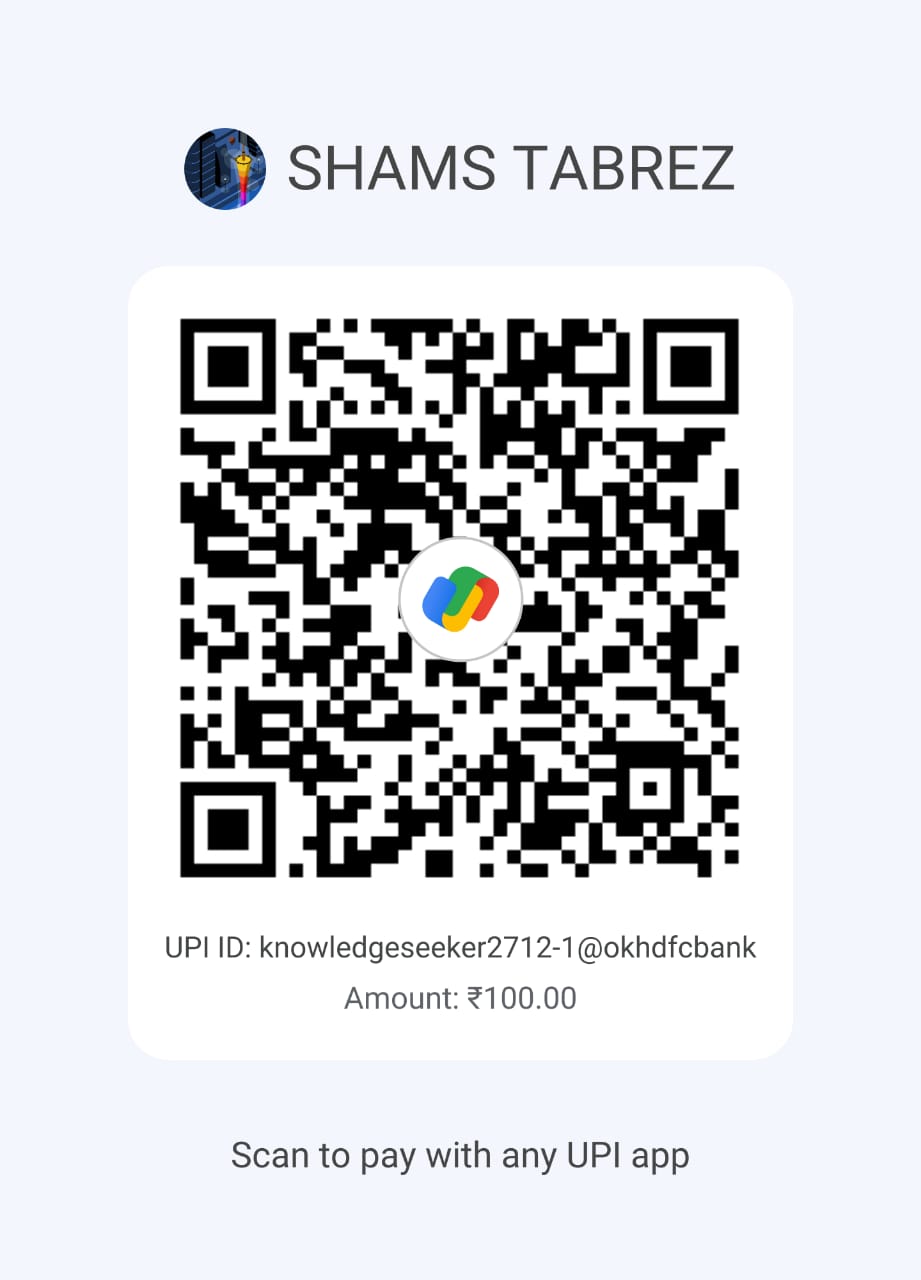 SHAMS TABREZ
UPI ID: knowledgeseeker2712-1@okhdfcbank
Amount: ₹100.00
Scan to pay with any UPI app